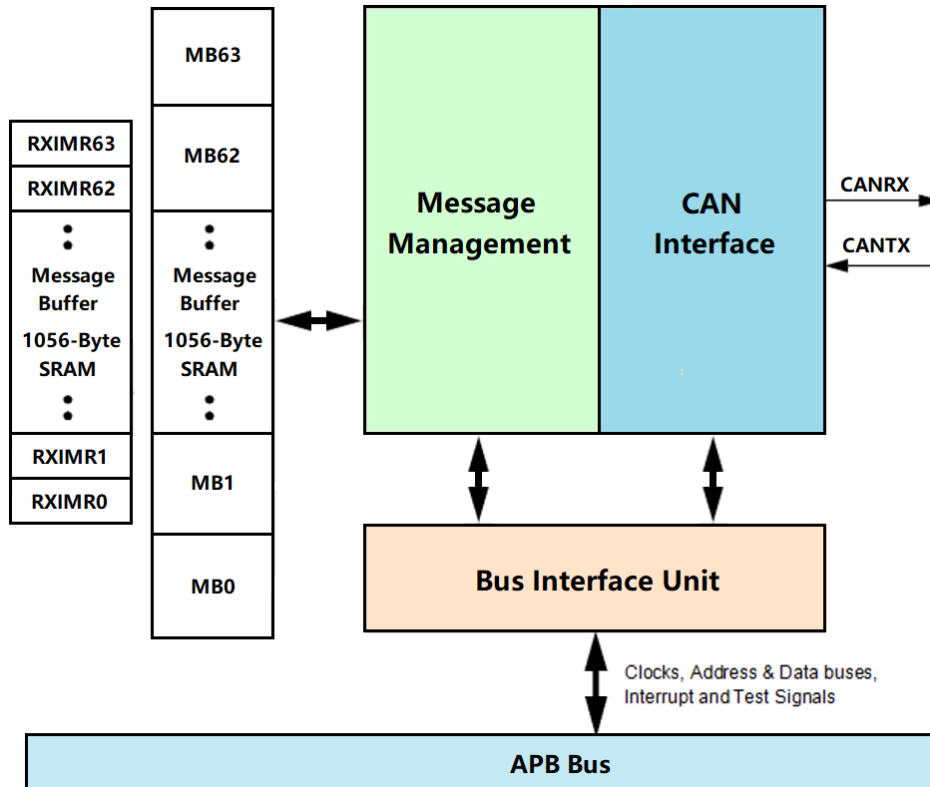 RXIMR63
RXIMR62
Message
Buffer
1056-Byte
SRAM
RXIMR1
RXIMR0
MB63
MB62
Message
Buffer
1056-Byte
SRAM
MB1
MB0
Message
Management
CAN
Interface
CANRX
CANTX
Bus Interface Unit
Clocks, Address & Data buses,
Interrupt and Test Signals
APB Bus